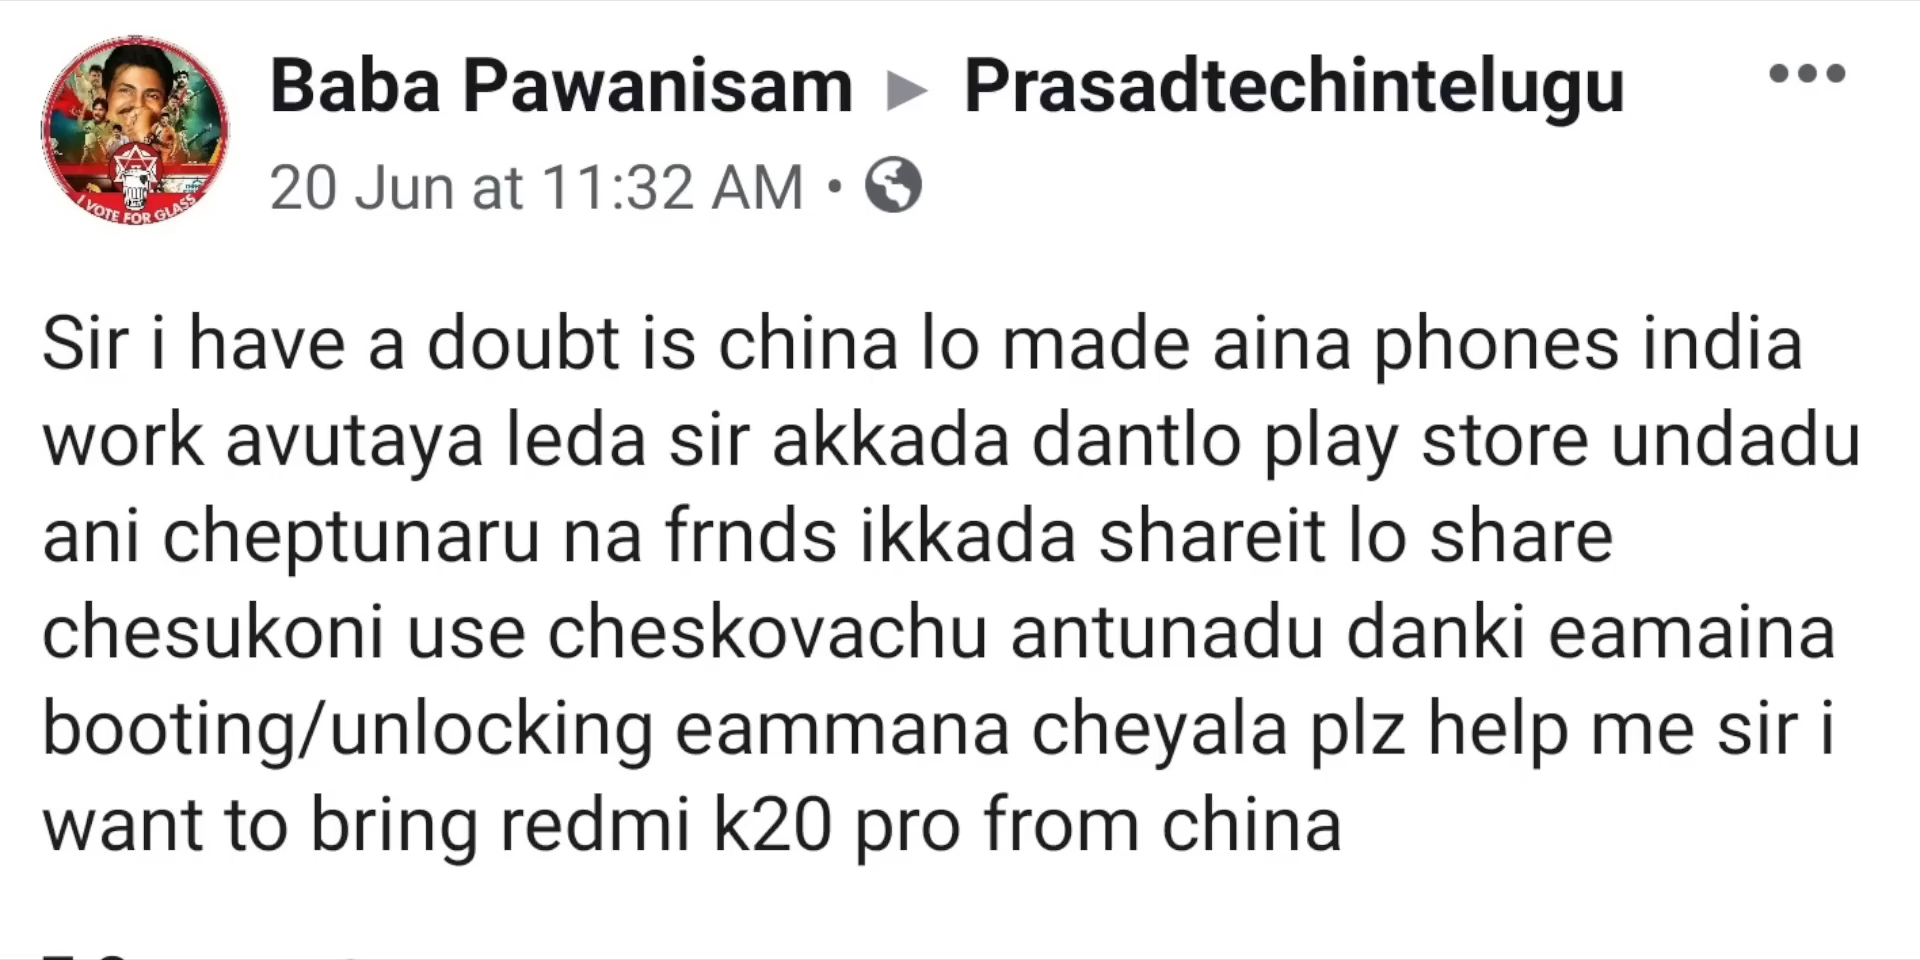 Baba Pawanisam ▶ Prasadtechintelugu
20 Jun at 11:32 AM •
I VOTE FOR GLASS
Sir i have a doubt is china lo made aina phones india
work avutaya leda sir akkada dantlo play store undadu
ani cheptunaru na frnds ikkada shareit lo share
chesukoni use cheskovachu antunadu danki eamaina
booting/unlocking eammana cheyala plz help me sir i
want to bring redmi k20 pro from china